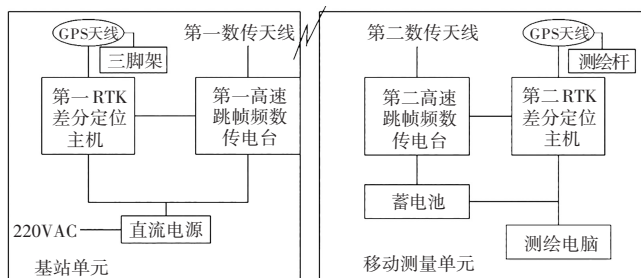 GPS天线
第一数传天线
三脚架
第一RTK
差分定位
主机
第一高速
跳帧频数
传电台
220VAC
直流电源
基站单元
第二数传天线
GPS天线
测绘杆
第二高速
跳帧频数
传电台
第二RTK
差分定位
主机
蓄电池
测绘电脑
移动测量单元